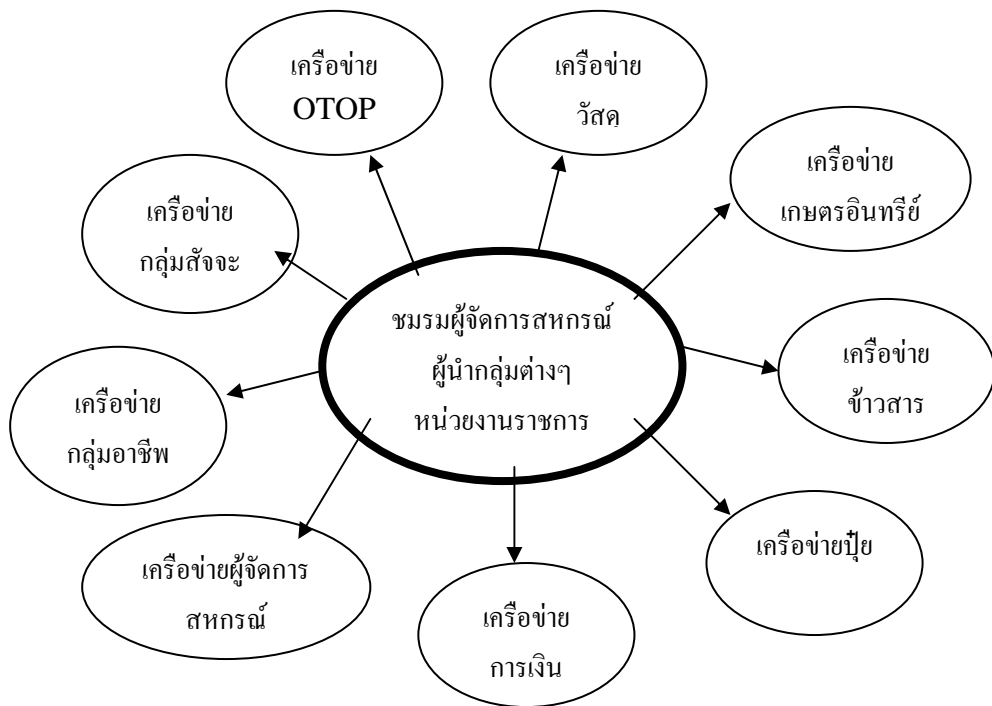 เครือข่าย
OTOP
เครือข่าย
วัสดุ
เครือข่าย
เกษตรอินทรีย์
เครือข่าย
กลุ่มสัจจะ
ชมรมผู้จัดการสหกรณ์
ผู้นำกลุ่มต่างๆ
หน่วยงานราชการ
เครือข่าย
ข้าวสาร
เครือข่าย
กลุ่มอาชีพ
เครือข่ายปุ๋ย
เครือข่ายผู้จัดการ
สหกรณ์
เครือข่าย
การเงิน